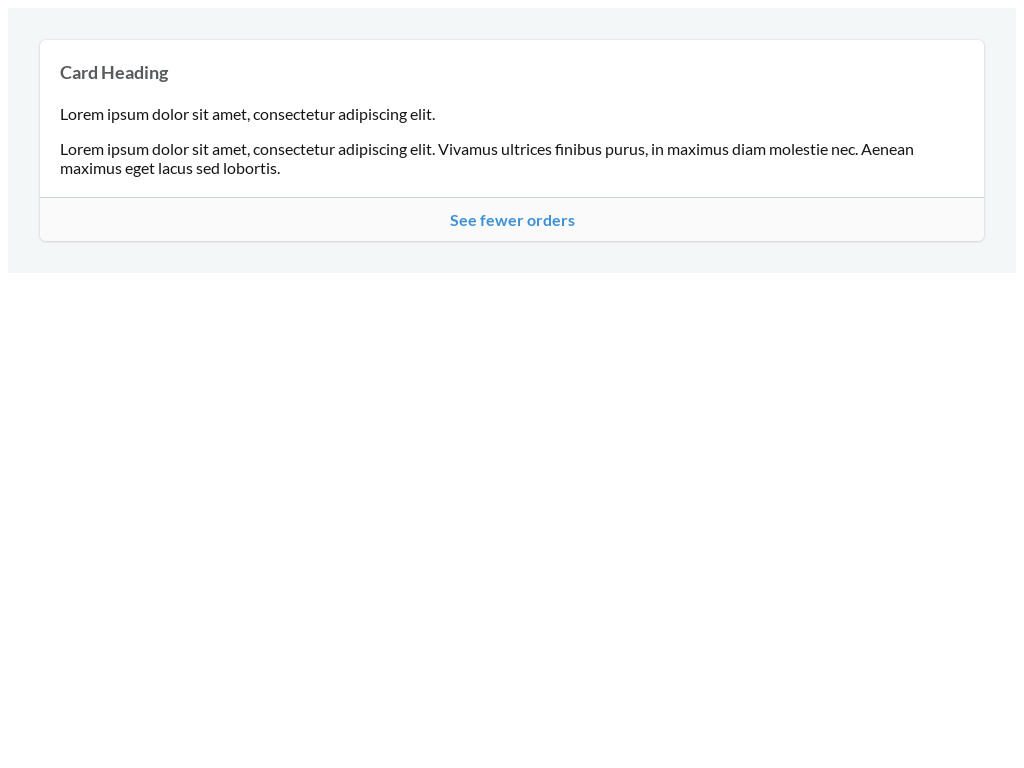 Card Heading
Lorem ipsum dolor sit amet, consectetur adipiscing elit.
Lorem ipsum dolor sit amet, consectetur adipiscing elit. Vivamus ultrices finibus purus, in maximus diam molestie nec. Aenean
maximus eget lacus sed lobortis.
See fewer orders